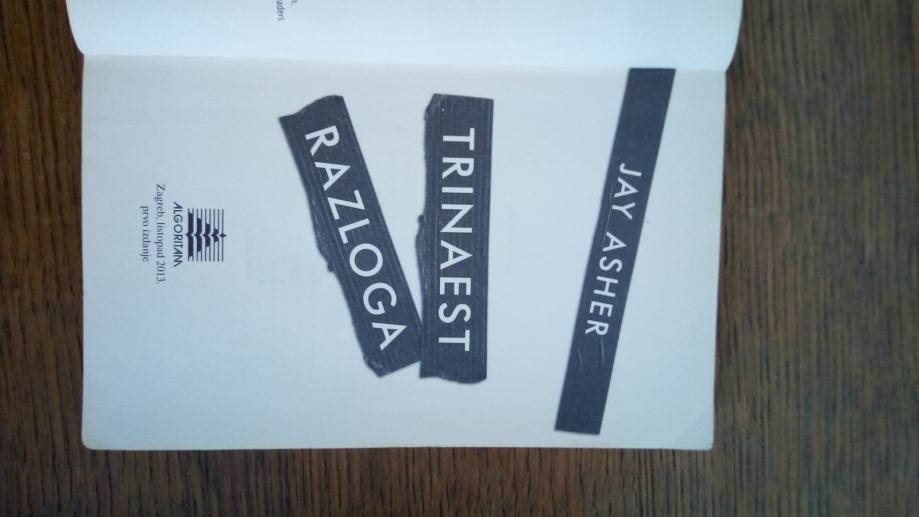 JAY ASHER
TRINAEST
RAZLOGA
ALGORITAM
Zagreb, listopad 2013.
prvo izdanje